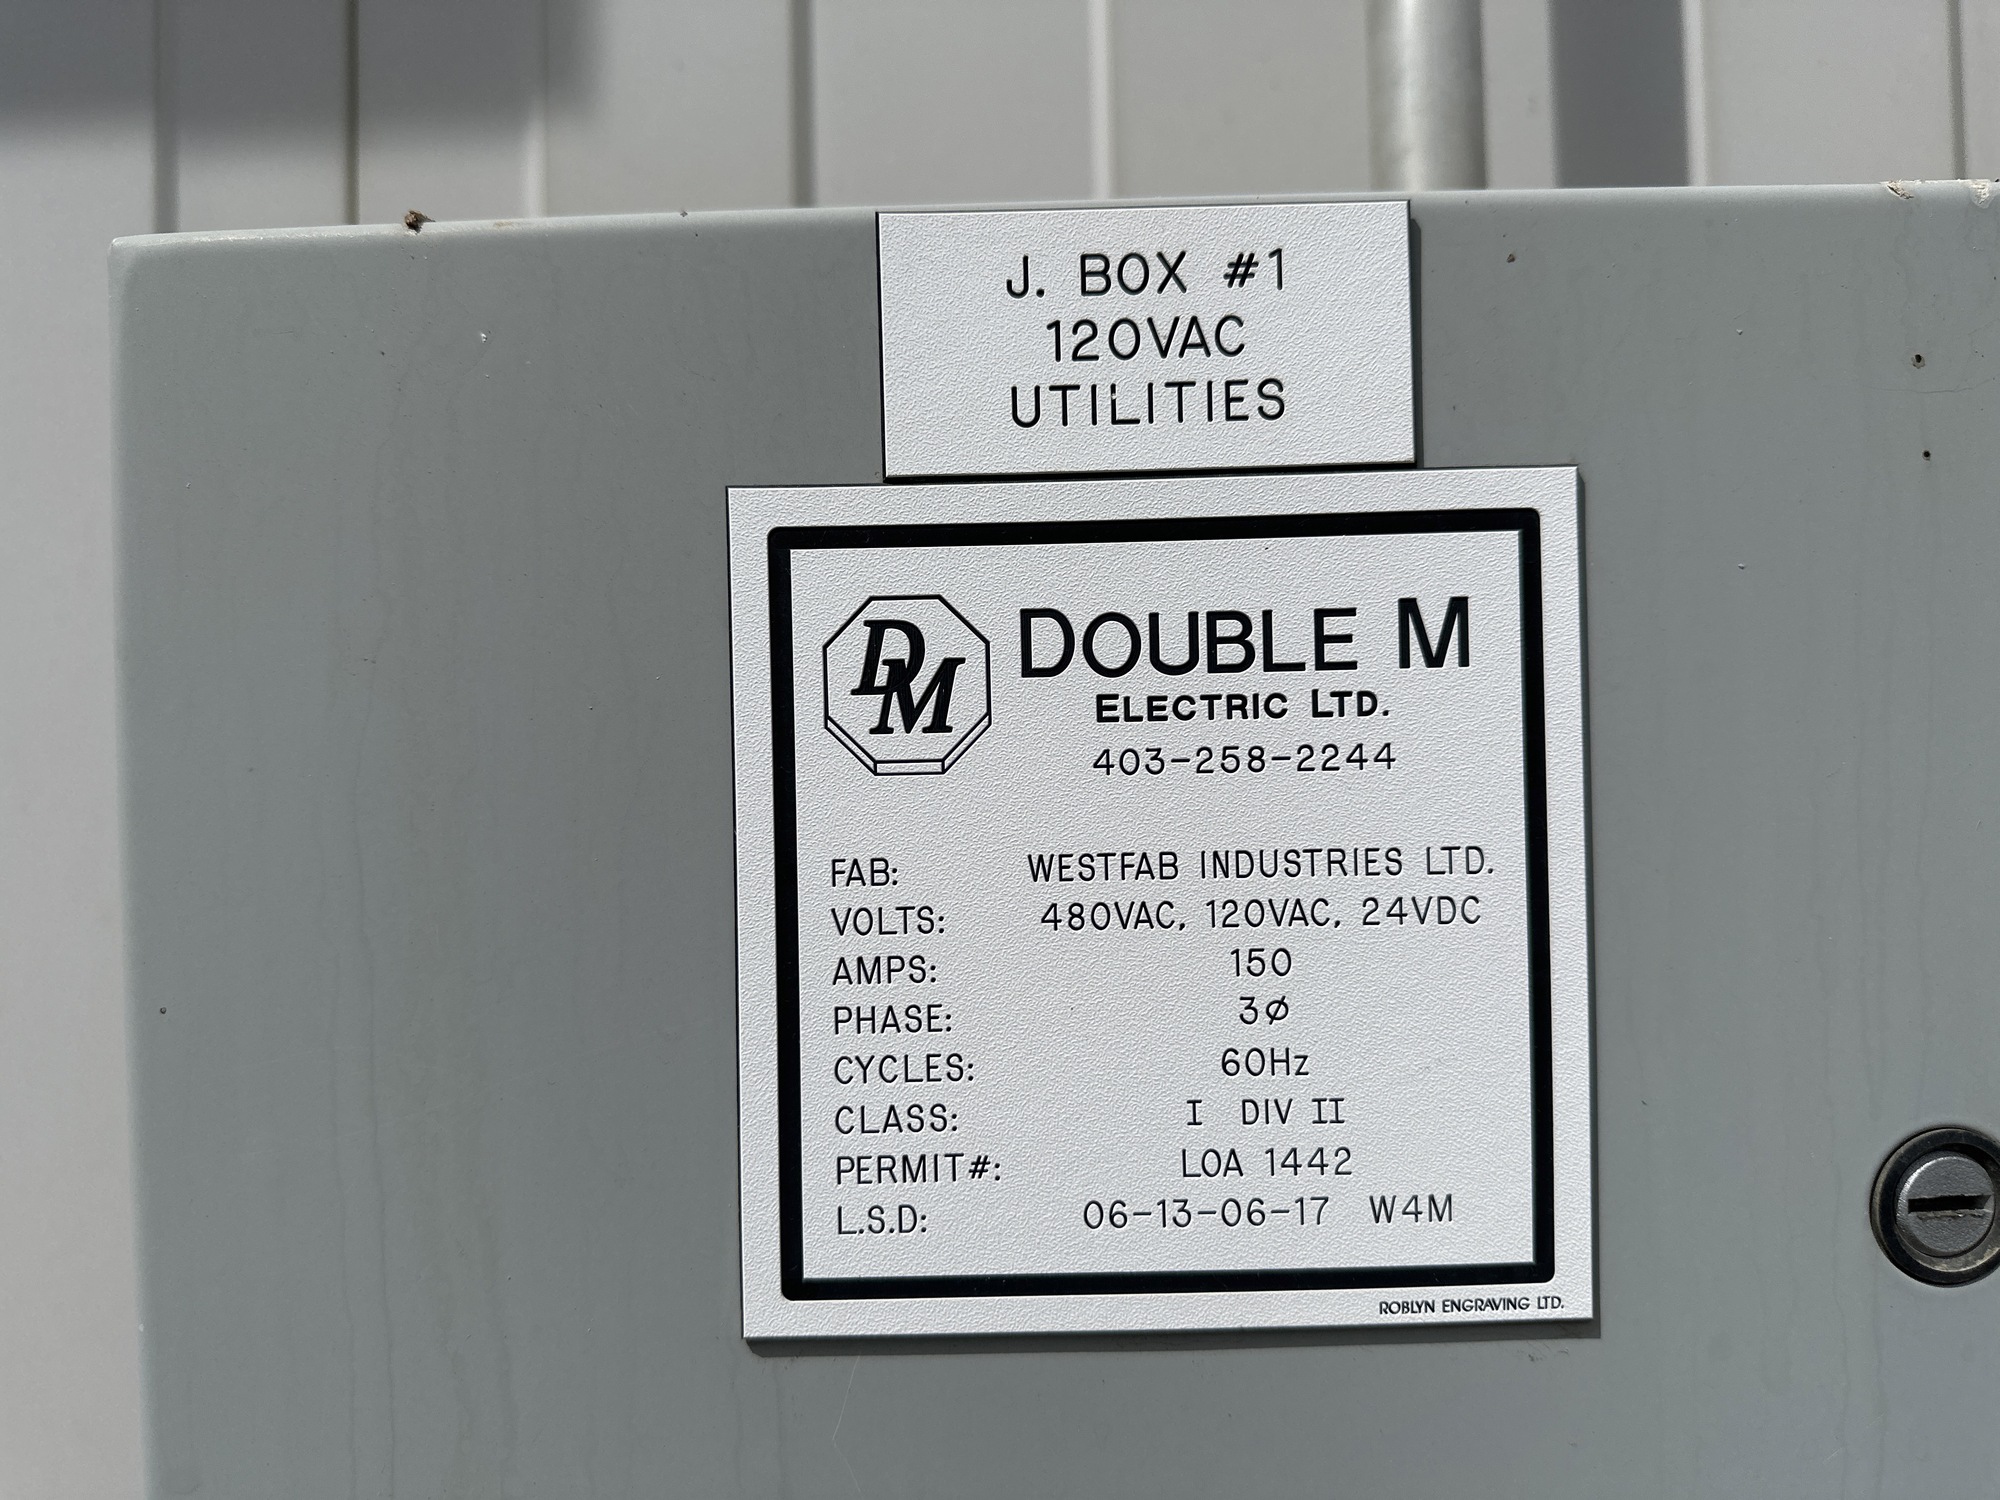 J. BOX #1
120VAC
UTILITIES
DM
DOUBLE M
ELECTRIC LTD.
403-258-2244
FAB: WESTFAB INDUSTRIES LTD.
VOLTS: 480VAC, 120VAC, 24VDC
AMPS: 150
PHASE: 3Ø
CYCLES: 60Hz
CLASS: I DIV II
PERMIT#: LOA 1442
L.S.D: 06-13-06-17 W4M
ROBLYN ENGRAVING LTD.